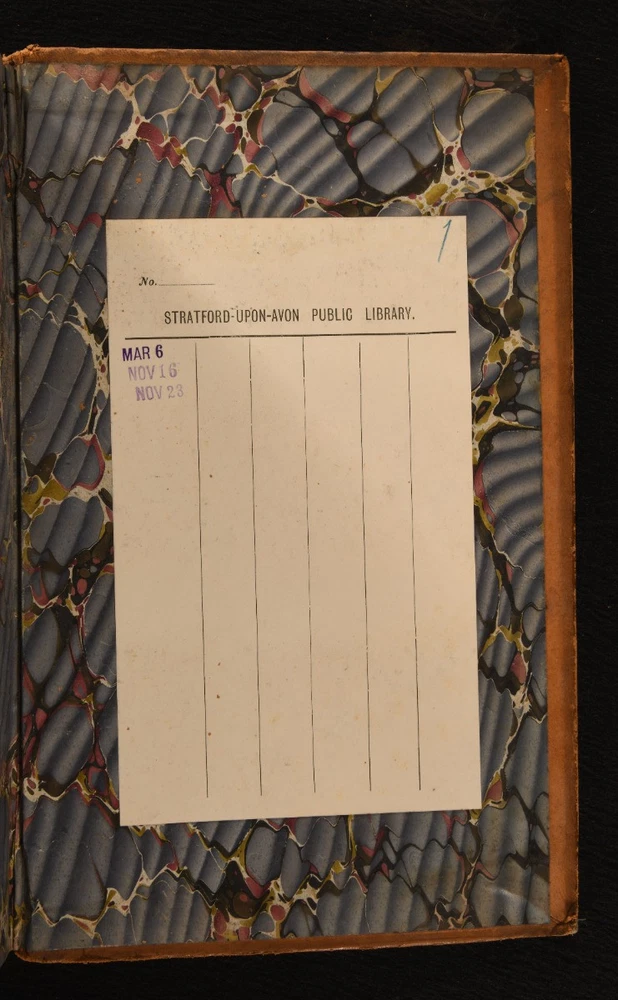 1
No.
STRATFORD-UPON-AVON PUBLIC LIBRARY.
MAR 6
NOV 16
NOV 23